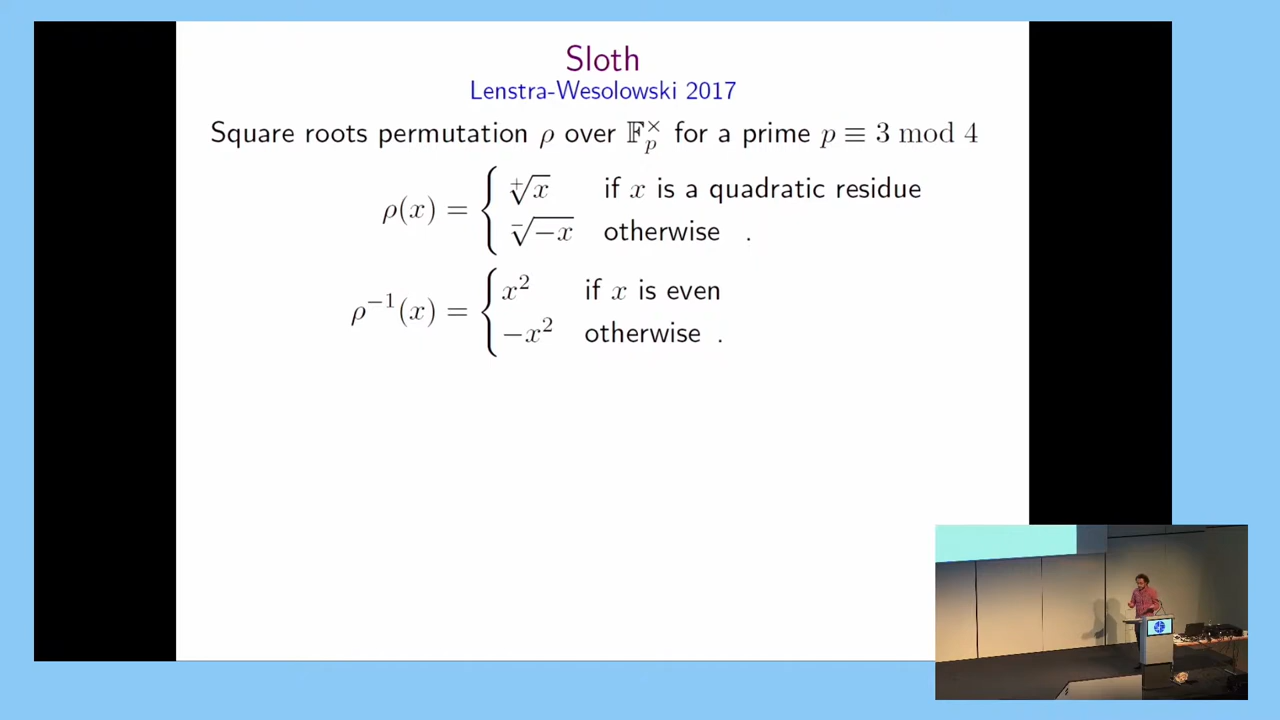 Sloth
Lenstra-Wesolowski 2017
Square roots permutation ρ over 𝔽ₚ^× for a prime p ≡ 3 mod 4
ρ(x) = { ⁺√x if x is a quadratic residue
⁻√−x otherwise .
ρ⁻¹(x) = { x² if x is even
−x² otherwise .